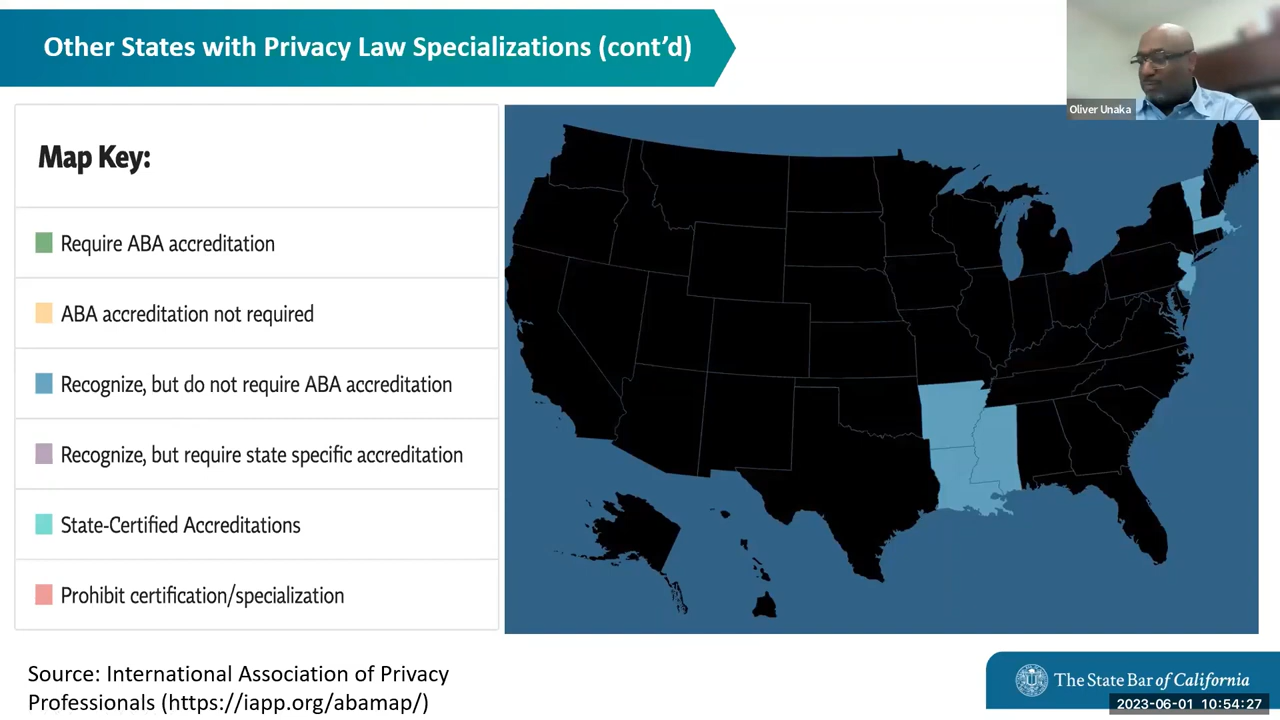 Other States with Privacy Law Specializations (cont’d)
Oliver Unaka
Map Key:
Require ABA accreditation
ABA accreditation not required
Recognize, but do not require ABA accreditation
Recognize, but require state specific accreditation
State-Certified Accreditations
Prohibit certification/specialization
Source: International Association of Privacy
Professionals (https://iapp.org/abamap/)
The State Bar of California
2023-06-01 10:54:27